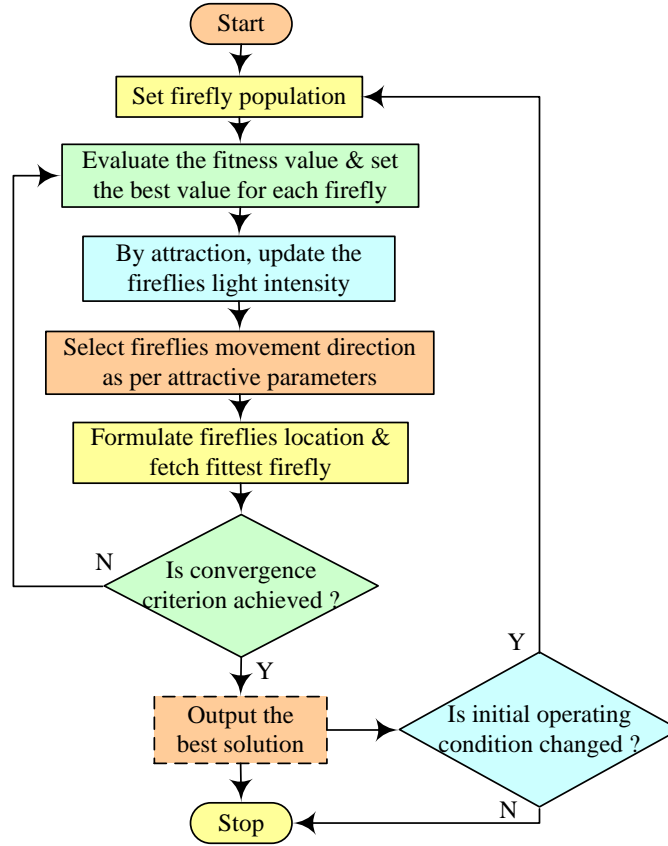 Start
Set firefly population
Evaluate the fitness value & set
the best value for each firefly
By attraction, update the
fireflies light intensity
Select fireflies movement direction
as per attractive parameters
Formulate fireflies location &
fetch fittest firefly
N
Is convergence
criterion achieved ?
Y
Y
Output the
best solution
Is initial operating
condition changed ?
N
Stop